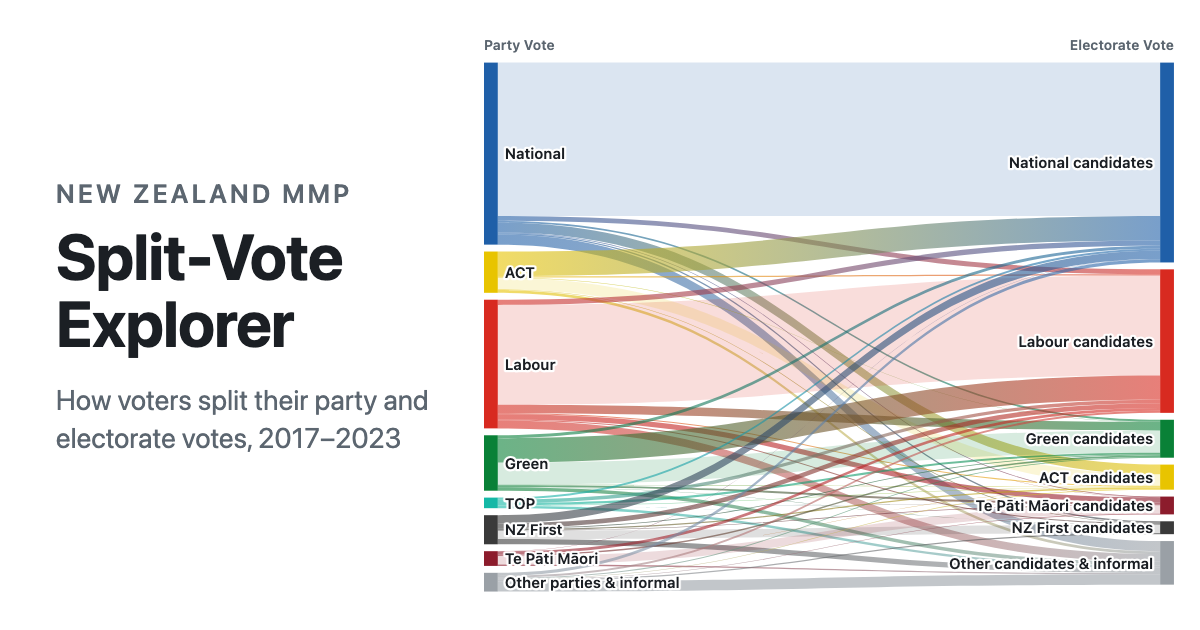 NEW ZEALAND MMP
Split-Vote
Explorer
How voters split their party and
electorate votes, 2017–2023
Party Vote
Electorate Vote
National
ACT
Labour
Green
TOP
NZ First
Te Pāti Māori
Other parties & informal
National candidates
Labour candidates
Green candidates
ACT candidates
Te Pāti Māori candidates
NZ First candidates
Other candidates & informal